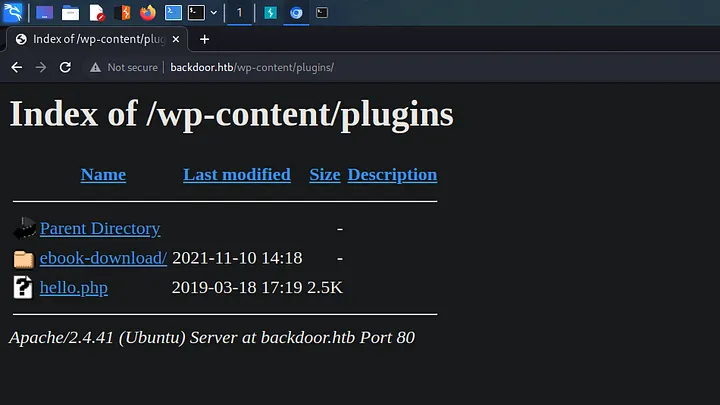 1
Index of /wp-content/plug
Not secure backdoor.htb/wp-content/plugins/
Index of /wp-content/plugins
Name Last modified Size Description
Parent Directory -
ebook-download/ 2021-11-10 14:18 -
hello.php 2019-03-18 17:19 2.5K
Apache/2.4.41 (Ubuntu) Server at backdoor.htb Port 80